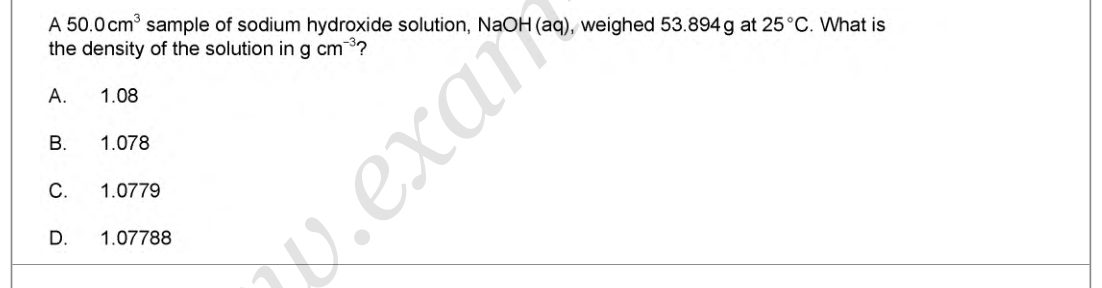 A 50.0 cm³ sample of sodium hydroxide solution, NaOH (aq), weighed 53.894 g at 25 °C. What is
the density of the solution in g cm⁻³?
A. 1.08
B. 1.078
C. 1.0779
D. 1.07788
w.exam